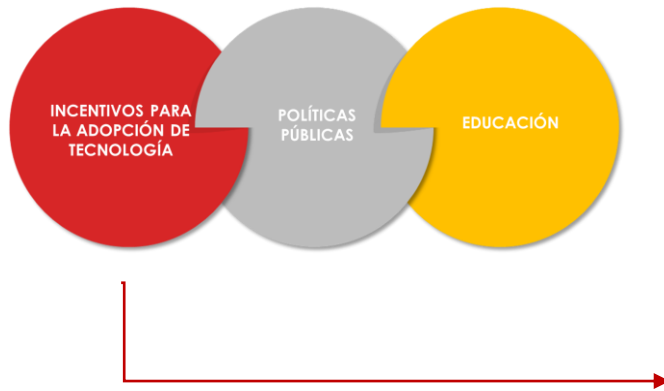 INCENTIVOS PARA
LA ADOPCIÓN DE
TECNOLOGÍA
POLÍTICAS
PÚBLICAS
EDUCACIÓN